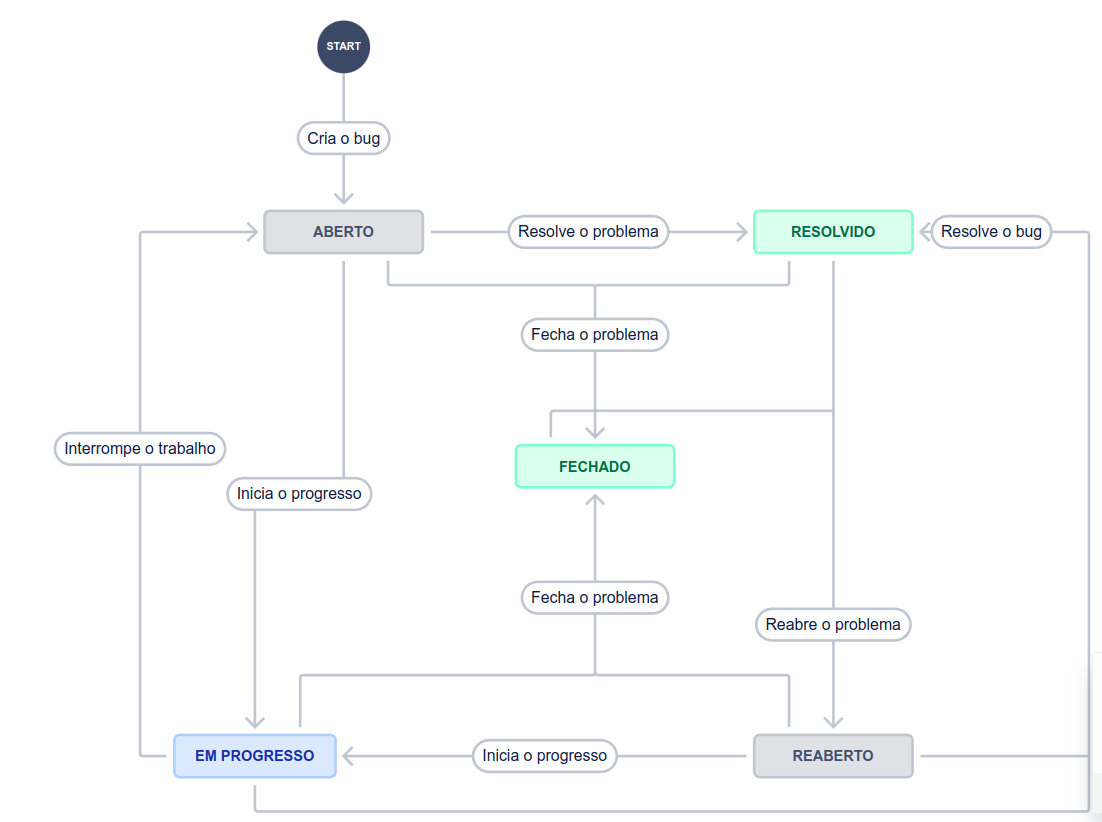 START
Cria o bug
ABERTO
Resolve o problema
RESOLVIDO
Resolve o bug
Fecha o problema
Interrompe o trabalho
FECHADO
Inicia o progresso
Fecha o problema
Reabre o problema
EM PROGRESSO
Inicia o progresso
REABERTO